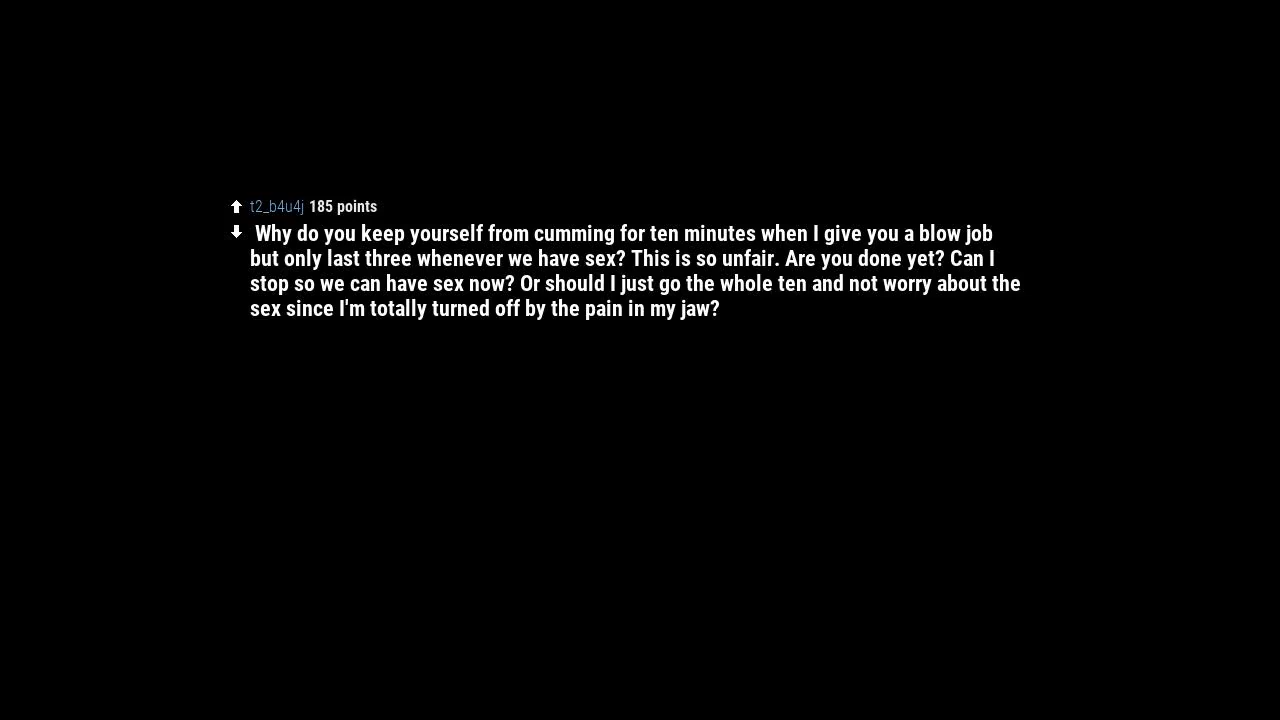 t2_b4u4j 185 points
Why do you keep yourself from cumming for ten minutes when I give you a blow job
but only last three whenever we have sex? This is so unfair. Are you done yet? Can I
stop so we can have sex now? Or should I just go the whole ten and not worry about the
sex since I'm totally turned off by the pain in my jaw?